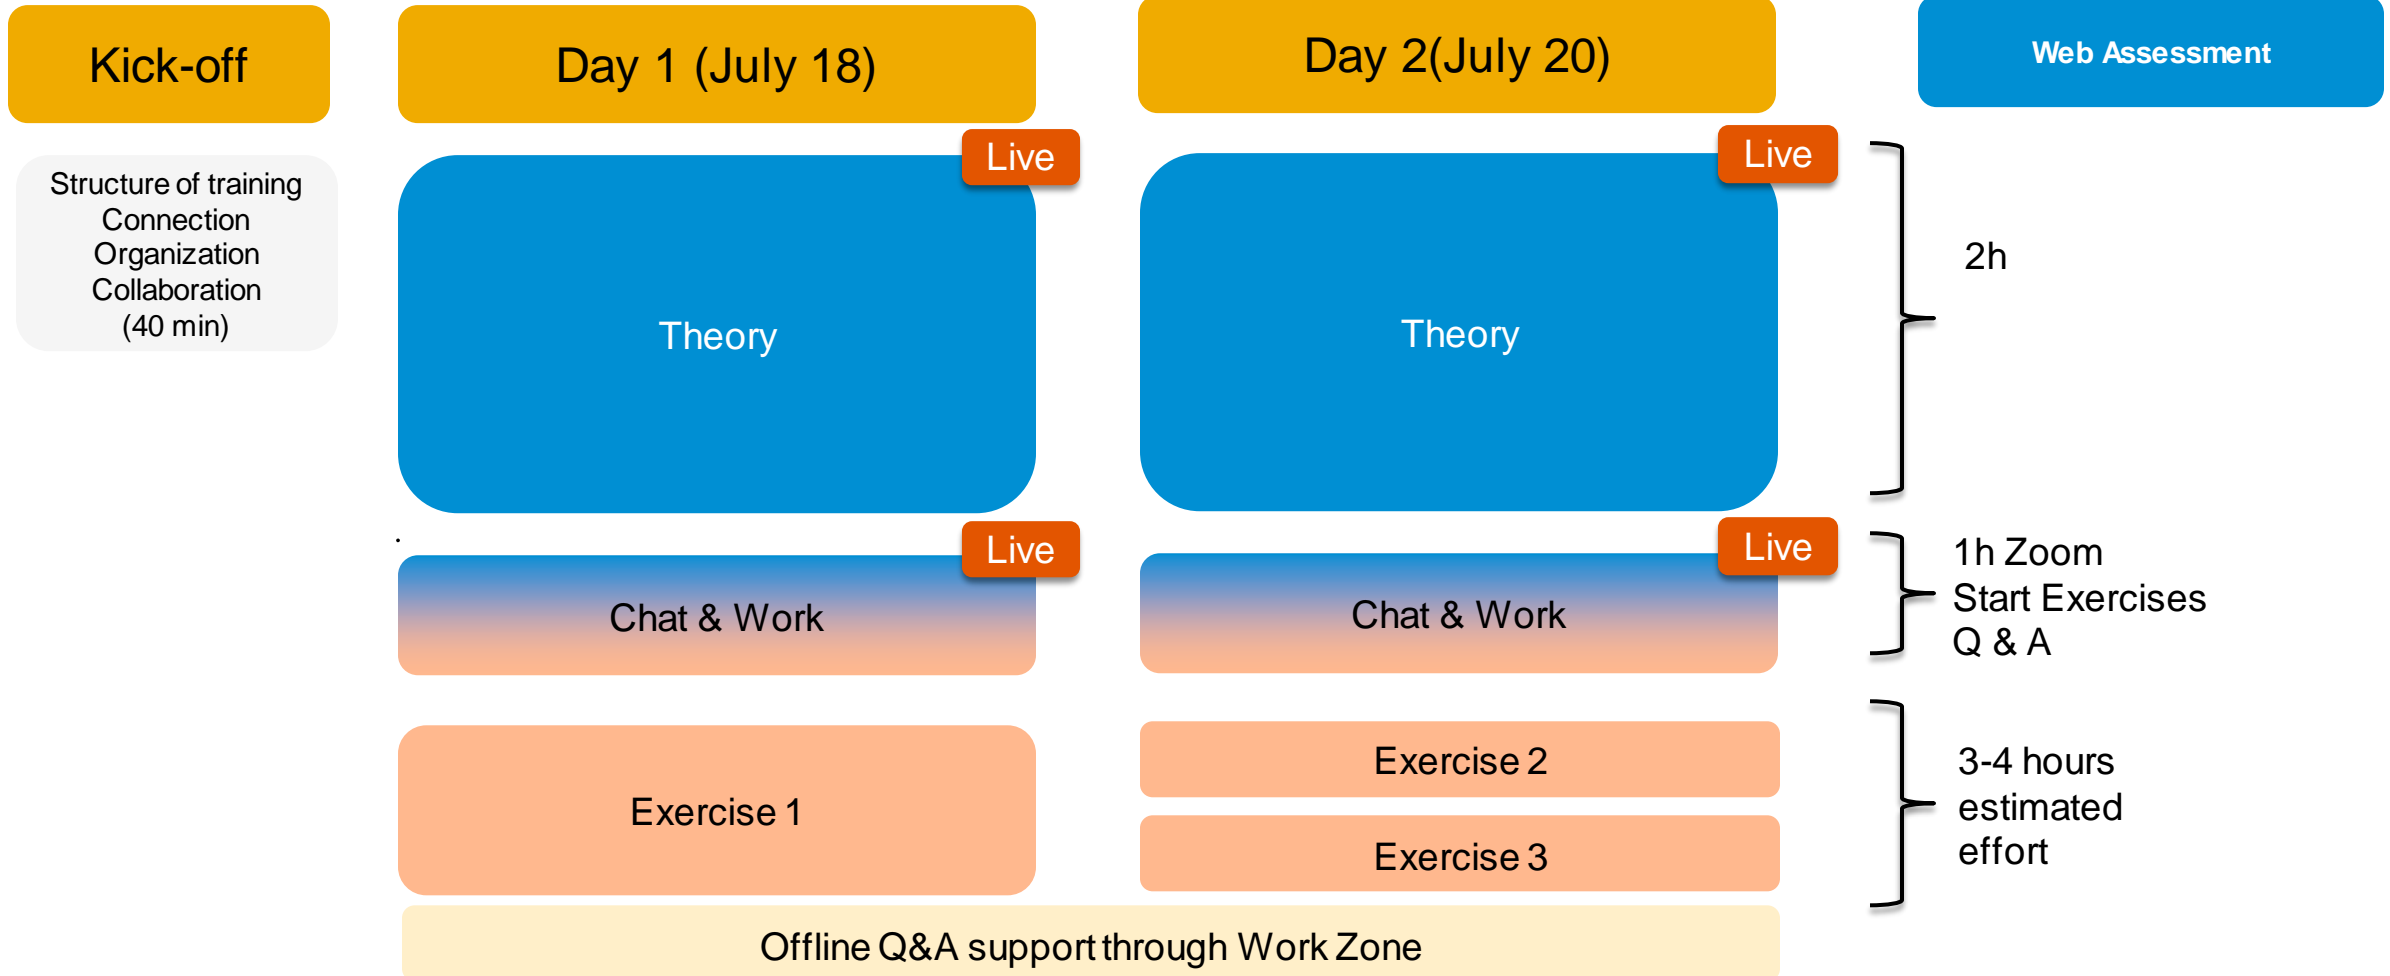 Kick-off
Day 1 (July 18)
Day 2(July 20)
Web Assessment
Structure of training
Connection
Organization
Collaboration
(40 min)
Live
Theory
Live
Theory
2h
Live
Chat & Work
Live
Chat & Work
1h Zoom
Start Exercises
Q & A
Exercise 1
Exercise 2
Exercise 3
3-4 hours
estimated
effort
Offline Q&A support through Work Zone